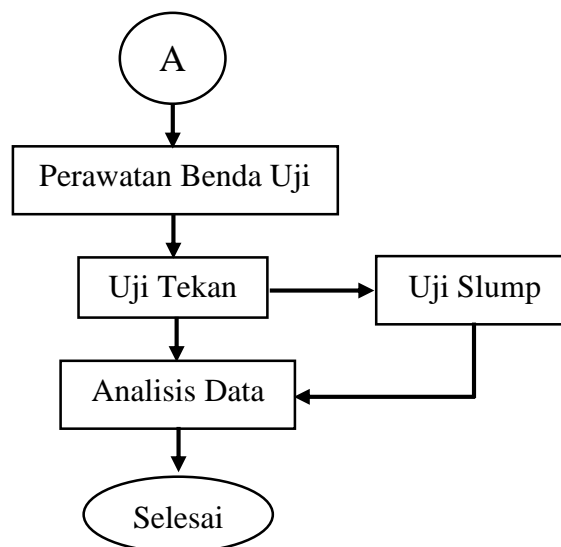 A
Perawatan Benda Uji
Uji Tekan
Uji Slump
Analisis Data
Selesai